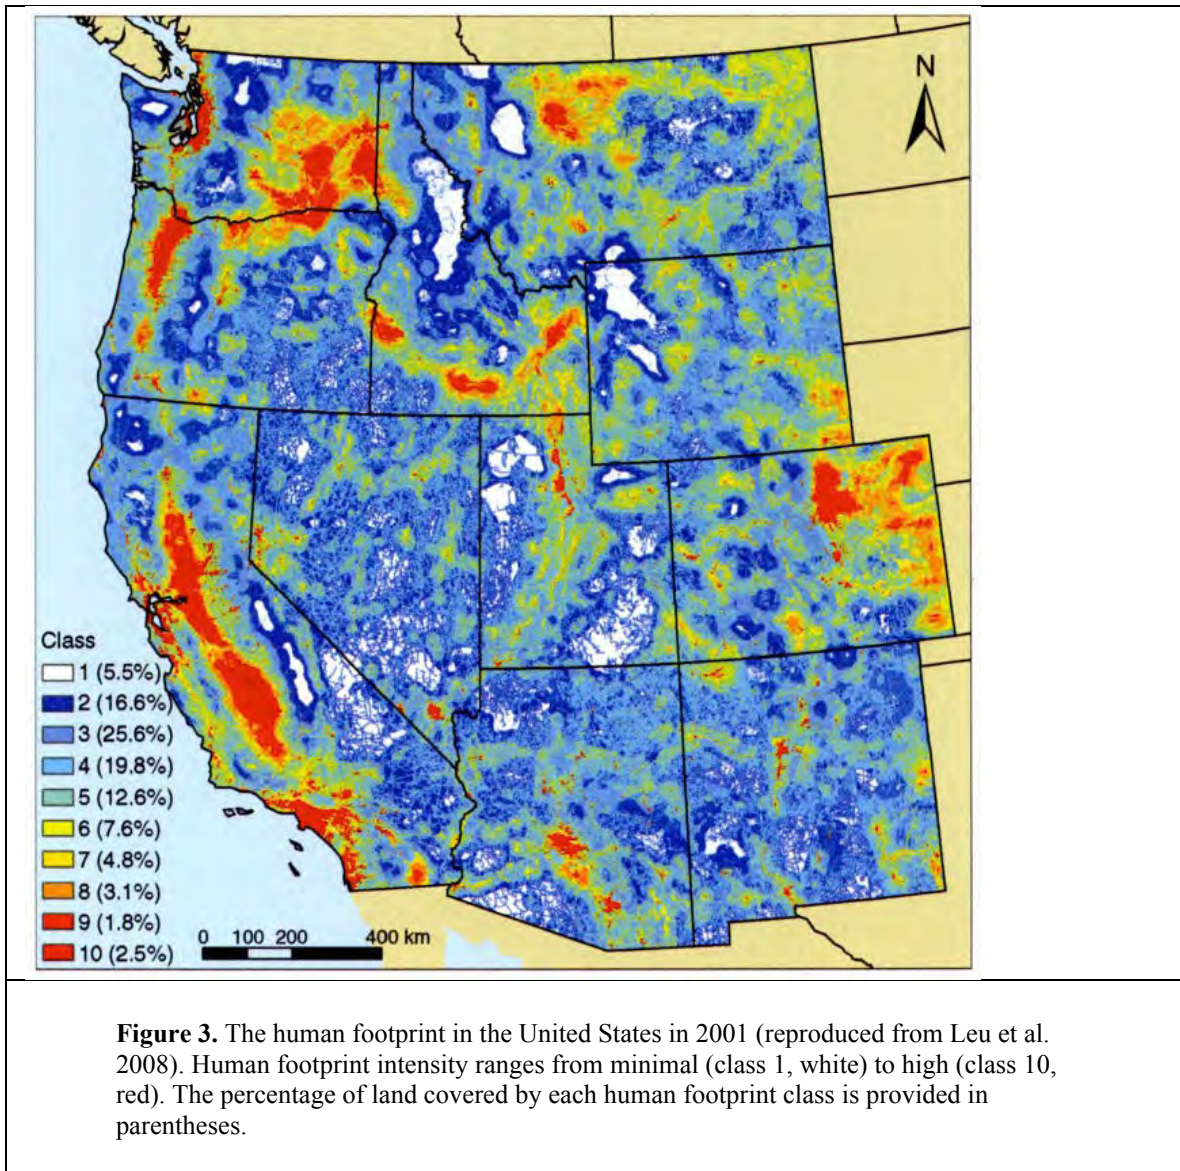 N
Class
1 (5.5%)
2 (16.6%)
3 (25.6%)
4 (19.8%)
5 (12.6%)
6 (7.6%)
7 (4.8%)
8 (3.1%)
9 (1.8%)
10 (2.5%)
0 100 200 400 km
Figure 3. The human footprint in the United States in 2001 (reproduced from Leu et al.
2008). Human footprint intensity ranges from minimal (class 1, white) to high (class 10,
red). The percentage of land covered by each human footprint class is provided in
parentheses.